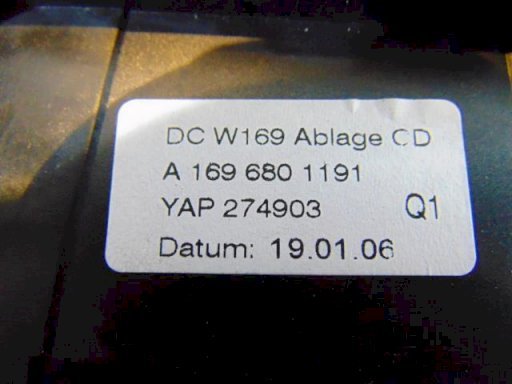 DC W169 Ablage CD
A 169 680 1191
YAP 274903 Q1
Datum: 19.01.06